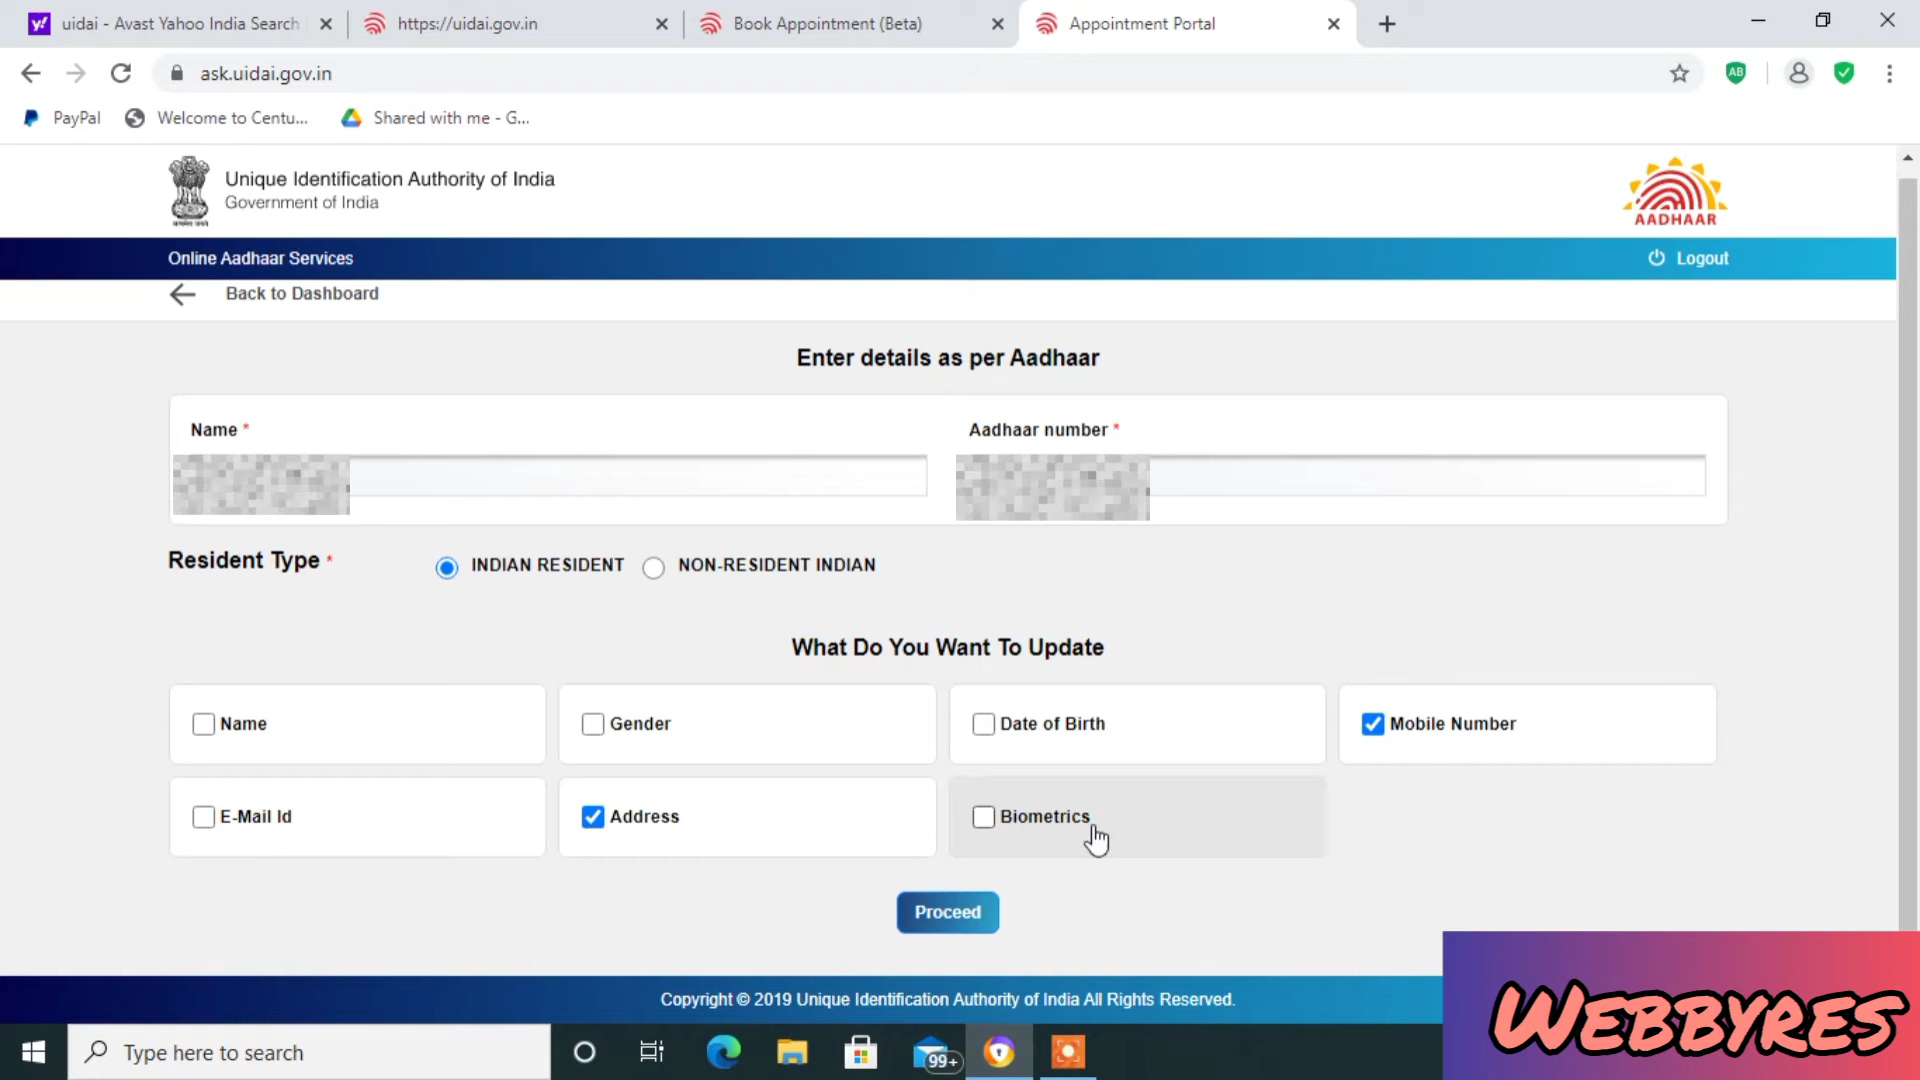 uidai - Avast Yahoo India Search
https://uidai.gov.in
Book Appointment (Beta)
Appointment Portal
ask.uidai.gov.in
AB
PayPal
Welcome to Centu...
Shared with me - G...
Unique Identification Authority of India
Government of India
AADHAAR
Online Aadhaar Services
Logout
Back to Dashboard
Enter details as per Aadhaar
Name *
Aadhaar number *
Resident Type *
INDIAN RESIDENT
NON-RESIDENT INDIAN
What Do You Want To Update
Name
Gender
Date of Birth
Mobile Number
E-Mail Id
Address
Biometrics
Proceed
Copyright © 2019 Unique Identification Authority of India All Rights Reserved.
Type here to search
99+
WEBBYRES